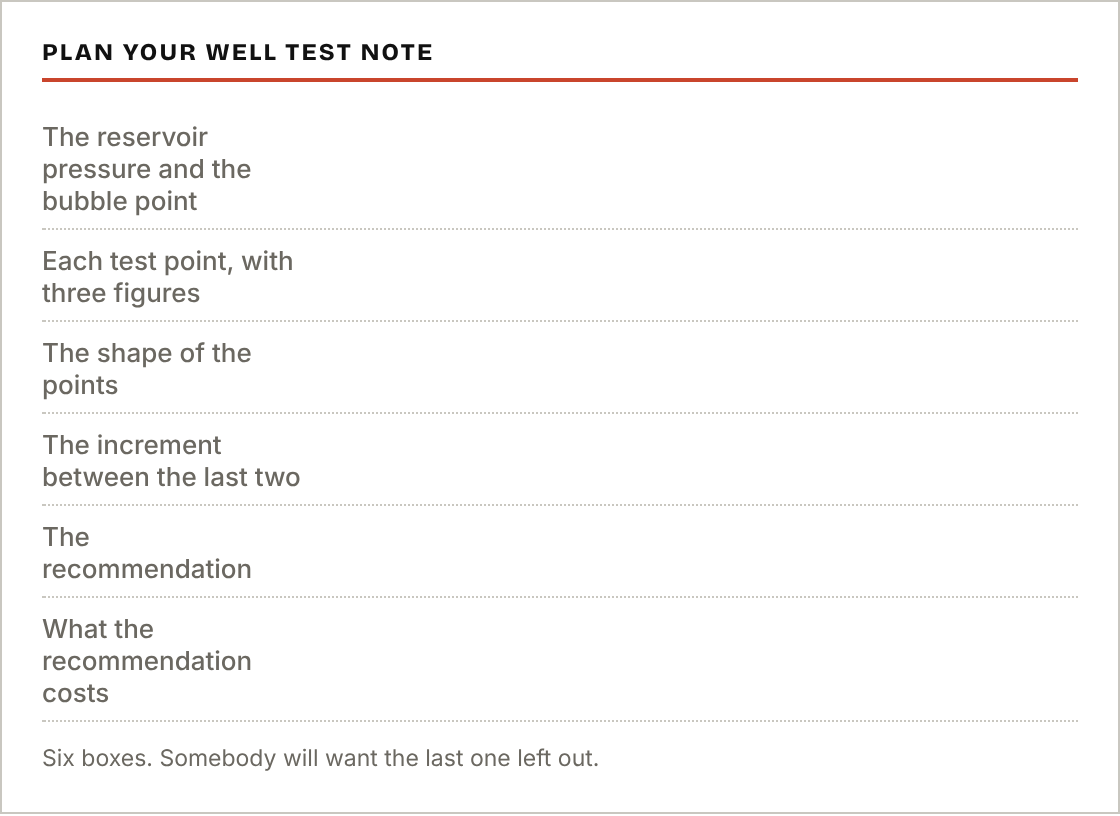 PLAN YOUR WELL TEST NOTE
The reservoir
pressure and the
bubble point
Each test point, with
three figures
The shape of the
points
The increment
between the last two
The
recommendation
What the
recommendation
costs
Six boxes. Somebody will want the last one left out.